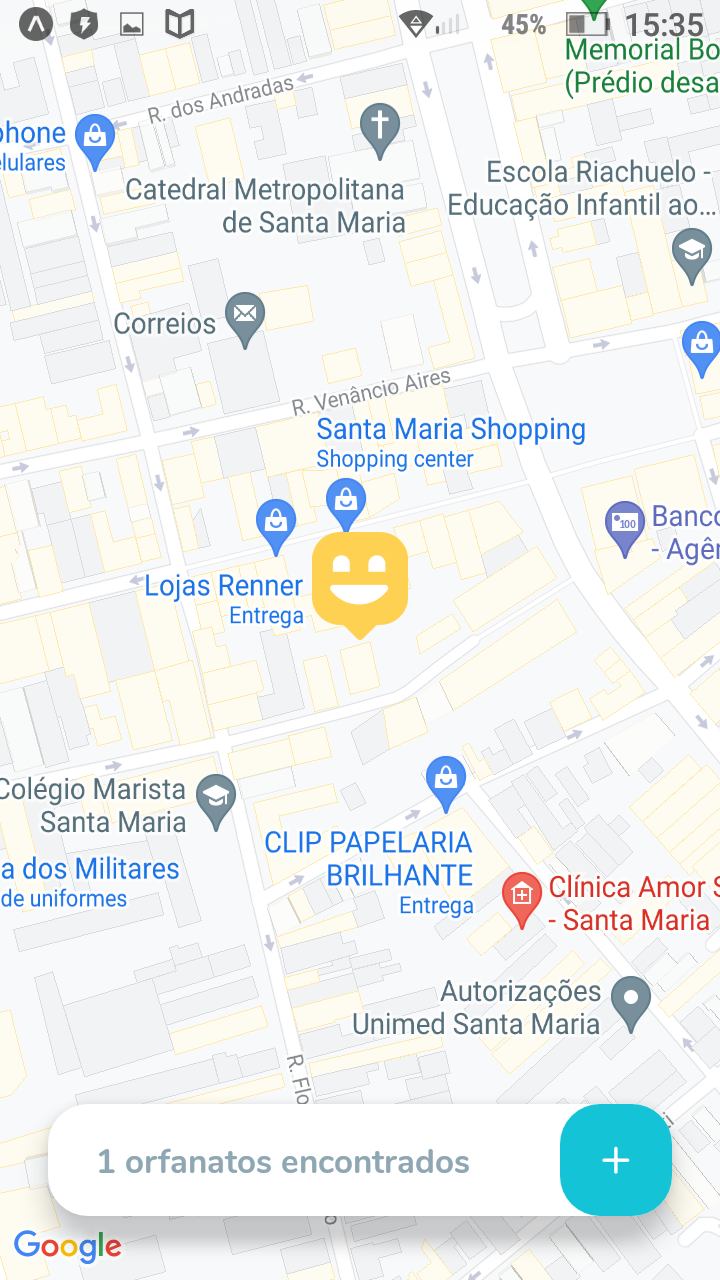 45% 15:35
Memorial Bo
(Prédio desa
R. dos Andradas
phone
elulares
Catedral Metropolitana
de Santa Maria
Escola Riachuelo -
Educação Infantil ao...
Correios
R. Venâncio Aires
Santa Maria Shopping
Shopping center
100
Banco
- Agên
Lojas Renner
Entrega
Colégio Marista
Santa Maria
CLIP PAPELARIA
BRILHANTE
Entrega
a dos Militares
de uniformes
Clínica Amor S
- Santa Maria
Autorizações
Unimed Santa Maria
R. Flo
1 orfanatos encontrados
+
Google